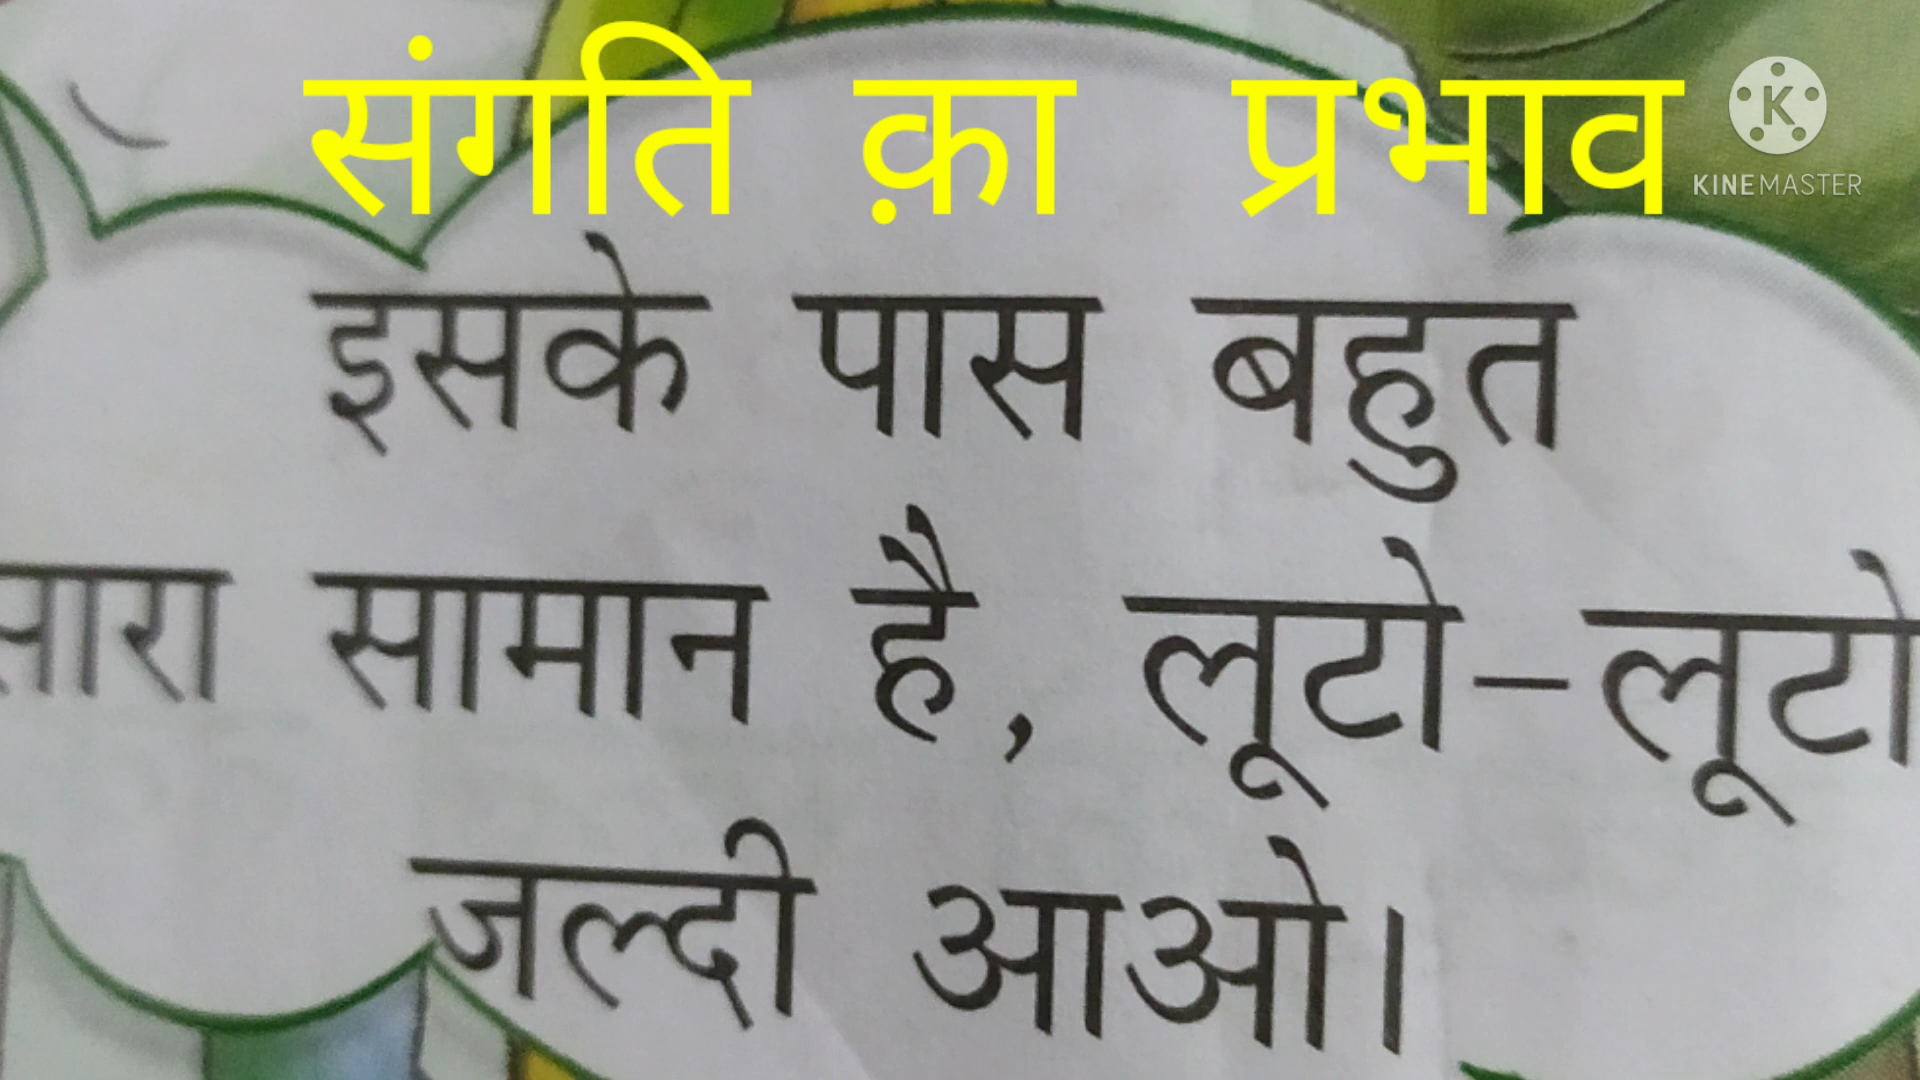 संगति क़ा प्रभाव
KINEMASTER
इसके पास बहुत
सारा सामान है, लूटो-लूटो
जल्दी आओ।